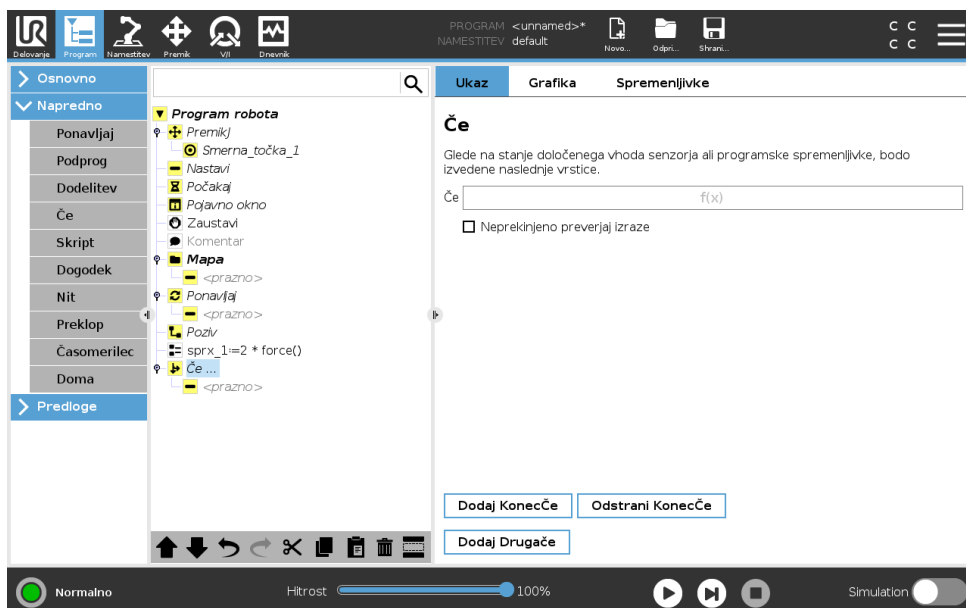 UR
PROGRAM <unnamed>*
NAMESTITEV default
Delovanje
Program
Namestitev
Premik
V/I
Dnevnik
Novo...
Odpri...
Shrani...
C C
C C
Osnovno
Napredno
Ponavljaj
Podprog
Dodelitev
Če
Skript
Dogodek
Nit
Preklop
Časomerilec
Doma
Predloge
Program robota
PremikJ
Smerna_točka_1
Nastavi
Počakaj
Pojavno okno
Zaustavi
Komentar
Mapa
<prazno>
Ponavljaj
<prazno>
Poziv
sprx_1:=2 * force()
Če ...
<prazno>
Ukaz
Grafika
Spremenljivke
Če
Glede na stanje določenega vhoda senzorja ali programske spremenljivke, bodo
izvedene naslednje vrstice.
Če f(x)
Neprekinjeno preverjaj izraze
Dodaj KonecČe
Odstrani KonecČe
Dodaj Drugače
Normalno
Hitrost
100%
Simulation